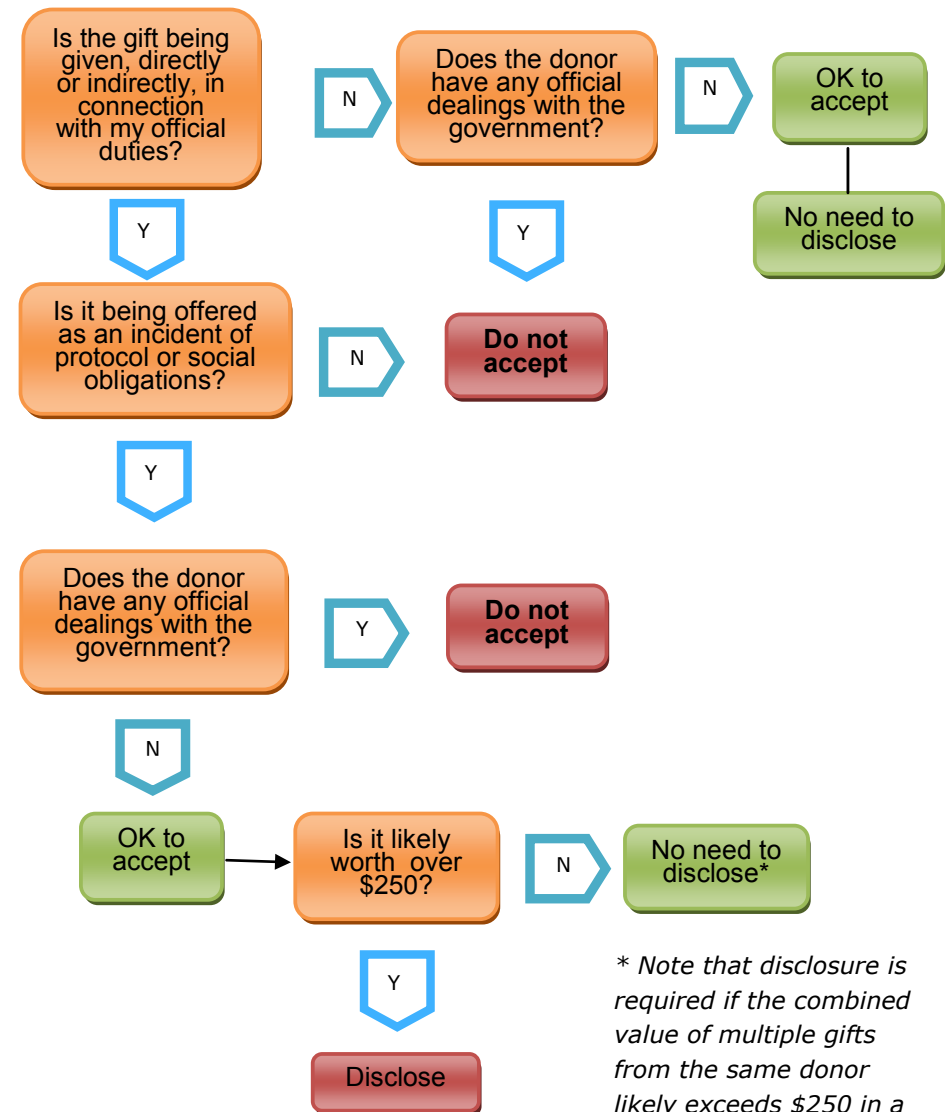 Is the gift being
given, directly
or indirectly, in
connection
with my official
duties?
N
Does the donor
have any official
dealings with the
government?
N
OK to
accept
No need to
disclose
Y
Y
Is it being offered
as an incident of
protocol or social
obligations?
N
Do not
accept
Y
Does the donor
have any official
dealings with the
government?
Y
Do not
accept
N
OK to
accept
Is it likely
worth over
$250?
N
No need to
disclose*
Y
Disclose
* Note that disclosure is
required if the combined
value of multiple gifts
from the same donor
likely exceeds $250 in a